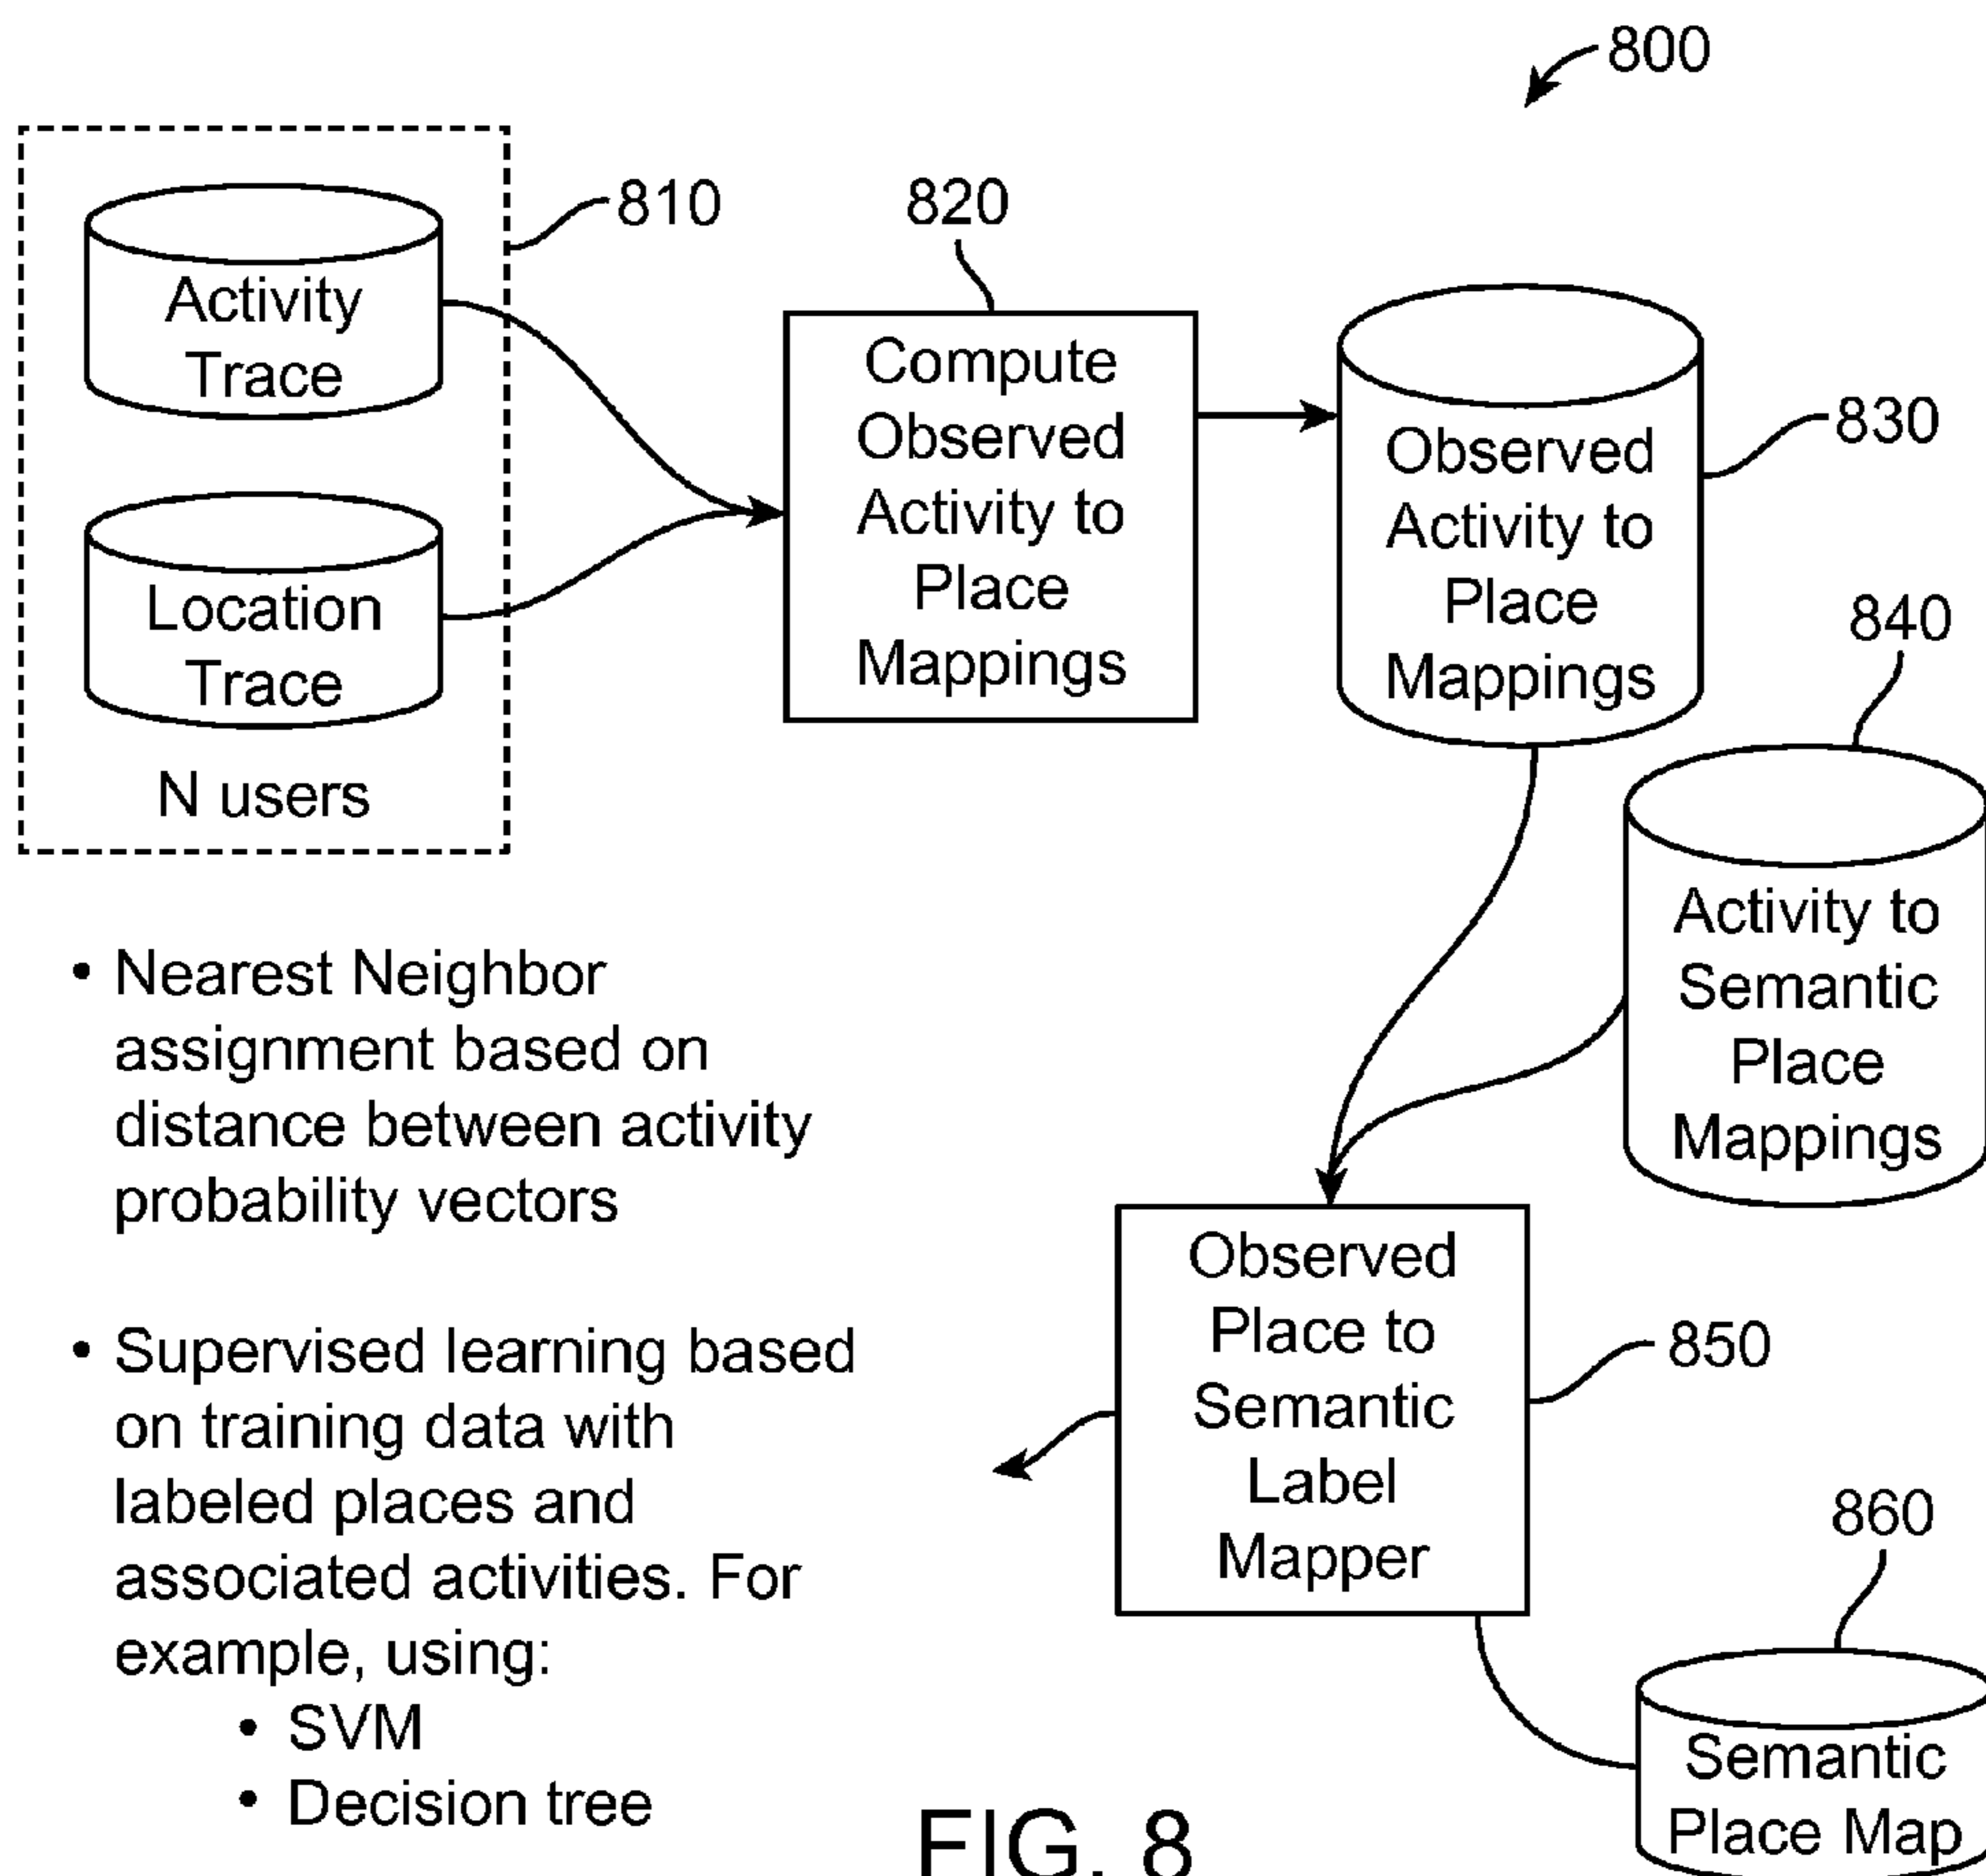 800
810
Activity
Trace
Location
Trace
N users
820
Compute
Observed
Activity to
Place
Mappings
830
Observed
Activity to
Place
Mappings
840
Activity to
Semantic
Place
Mappings
• Nearest Neighbor
assignment based on
distance between activity
probability vectors
• Supervised learning based
on training data with
labeled places and
associated activities. For
example, using:
• SVM
• Decision tree
850
Observed
Place to
Semantic
Label
Mapper
860
Semantic
Place Map
FIG. 8